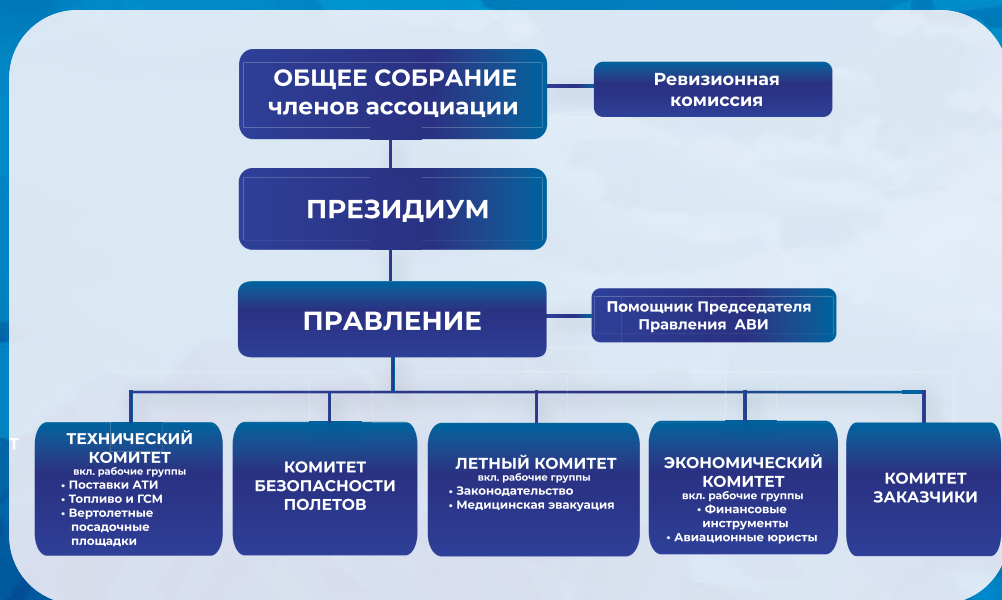 ОБЩЕЕ СОБРАНИЕ
членов ассоциации
Ревизионная
комиссия
ПРЕЗИДИУМ
ПРАВЛЕНИЕ
Помощник Председателя
Правления АВИ
Т
ТЕХНИЧЕСКИЙ
КОМИТЕТ
вкл. рабочие группы
• Поставки АТИ
• Топливо и ГСМ
• Вертолетные
посадочные
площадки
КОМИТЕТ
БЕЗОПАСНОСТИ
ПОЛЕТОВ
ЛЕТНЫЙ КОМИТЕТ
вкл. рабочие группы
• Законодательство
• Медицинская эвакуация
ЭКОНОМИЧЕСКИЙ
КОМИТЕТ
вкл. рабочие группы
• Финансовые
инструменты
• Авиационные юристы
КОМИТЕТ
ЗАКАЗЧИКИ